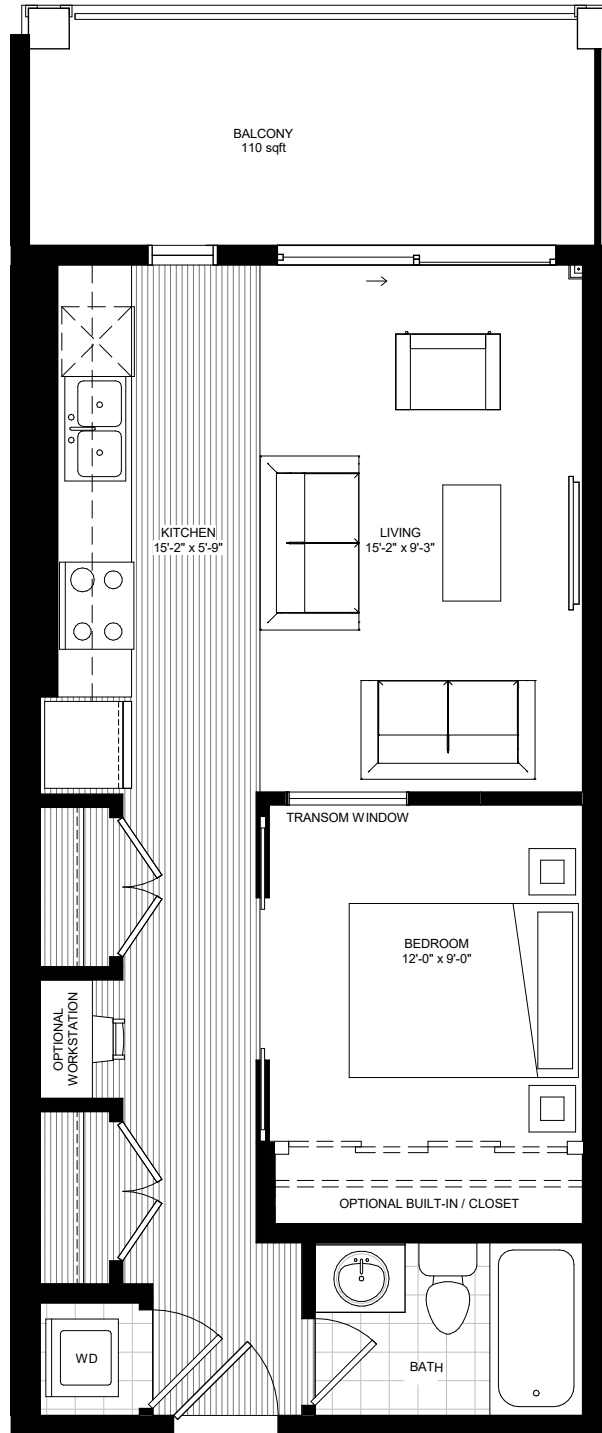 BALCONY
110 sqft
KITCHEN
15'-2" x 5'-9"
LIVING
15'-2" x 9'-3"
TRANSOM WINDOW
BEDROOM
12'-0" x 9'-0"
OPTIONAL
WORKSTATION
OPTIONAL BUILT-IN / CLOSET
WD
BATH